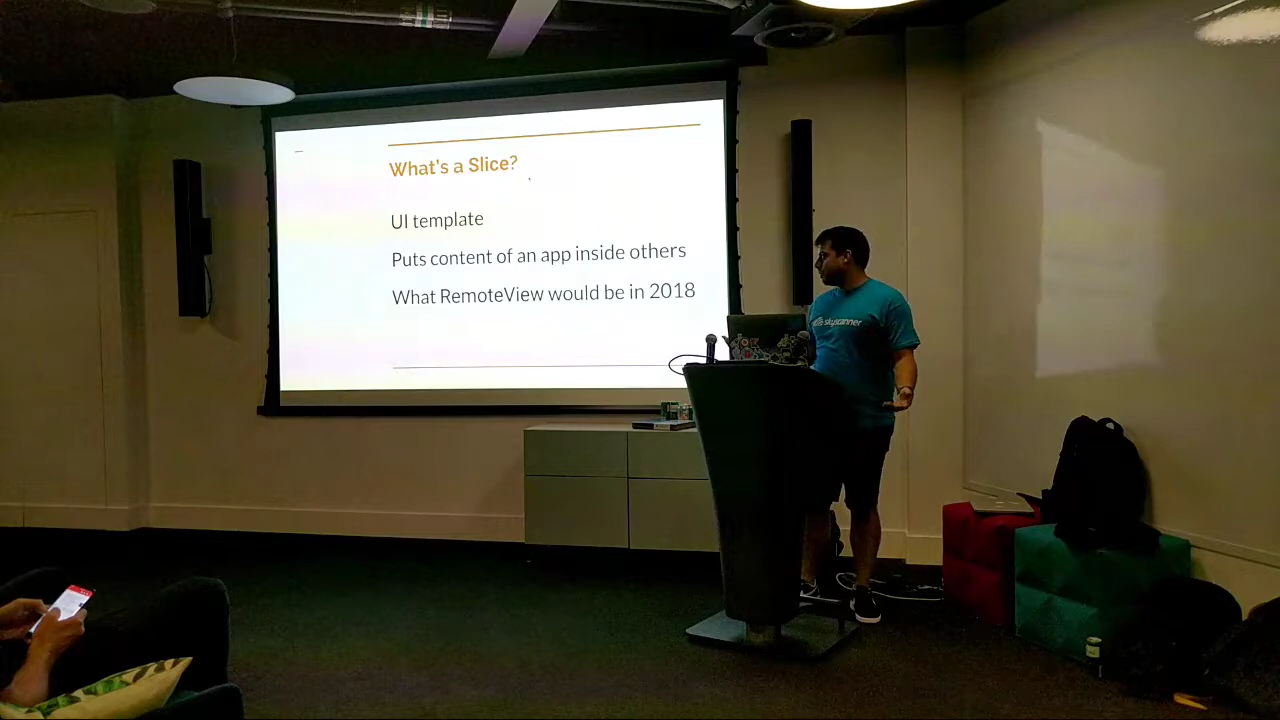 What's a Slice?
UI template
Puts content of an app inside others
What RemoteView would be in 2018
skyscanner